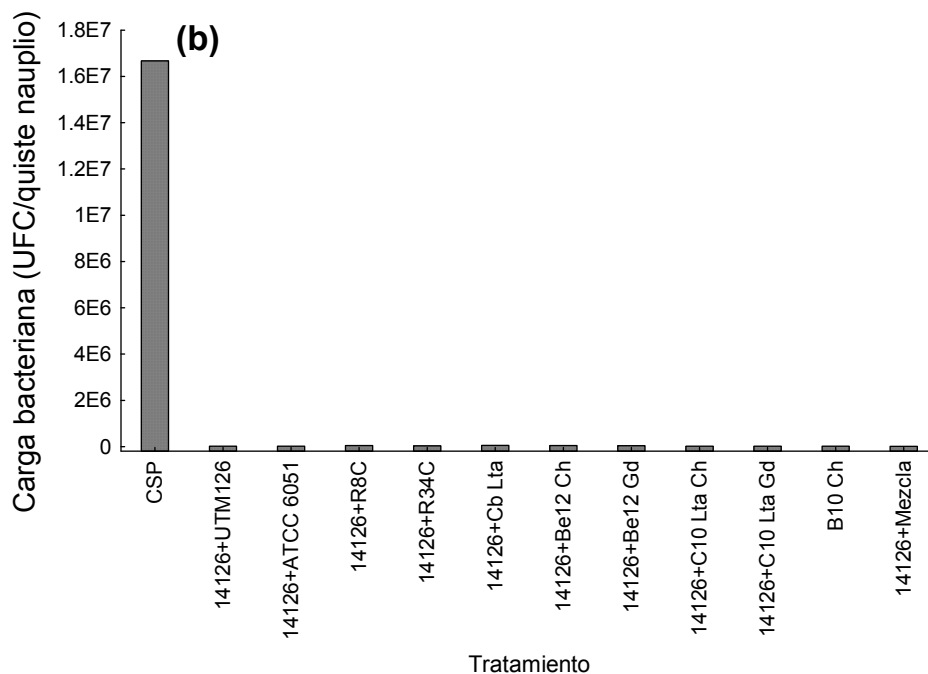 (b)
Carga bacteriana (UFC/quiste nauplio)
1.8E7
1.6E7
1.4E7
1.2E7
1E7
8E6
6E6
4E6
2E6
0
CSP
14126+UTM126
14126+ATCC 6051
14126+R8C
14126+R34C
14126+Cb Lta
14126+Be12 Ch
14126+Be12 Gd
14126+C10 Lta Ch
14126+C10 Lta Gd
B10 Ch
14126+Mezcla
Tratamiento